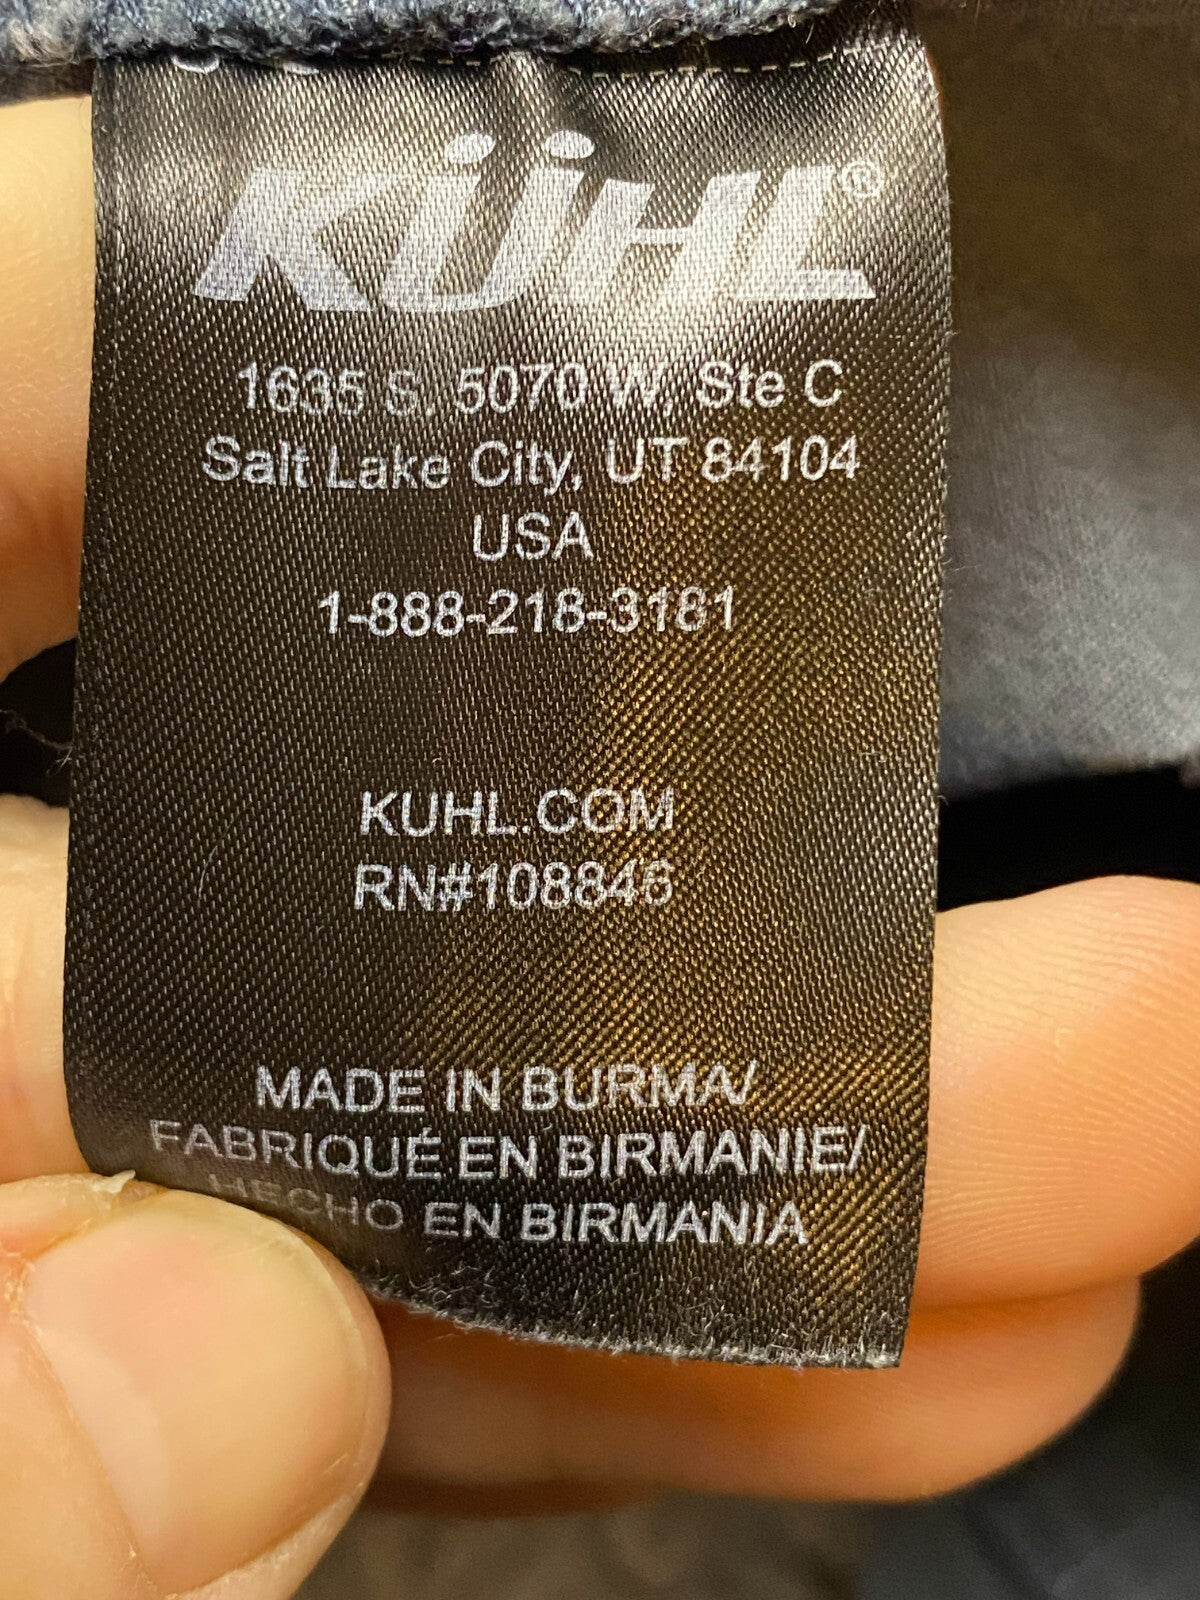 KÜHL®
1635 S. 5070 W, Ste C
Salt Lake City, UT 84104
USA
1-888-218-3181
KUHL.COM
RN#108846
MADE IN BURMA/
FABRIQUÉ EN BIRMANIE/
HECHO EN BIRMANIA